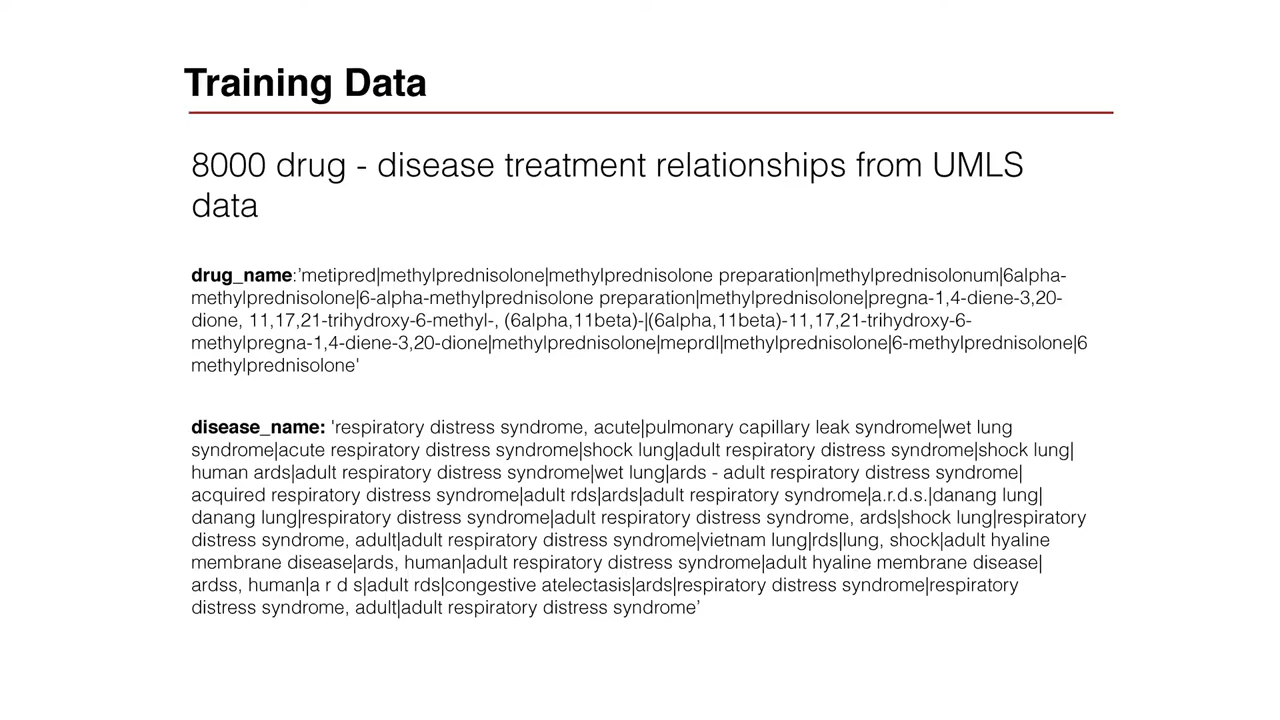 Training Data
8000 drug - disease treatment relationships from UMLS
data
drug_name:’metipred|methylprednisolone|methylprednisolone preparation|methylprednisolonum|6alpha-
methylprednisolone|6-alpha-methylprednisolone preparation|methylprednisolone|pregna-1,4-diene-3,20-
dione, 11,17,21-trihydroxy-6-methyl-, (6alpha,11beta)-|(6alpha,11beta)-11,17,21-trihydroxy-6-
methylpregna-1,4-diene-3,20-dione|methylprednisolone|meprdl|methylprednisolone|6-methylprednisolone|6
methylprednisolone'
disease_name: 'respiratory distress syndrome, acute|pulmonary capillary leak syndrome|wet lung
syndrome|acute respiratory distress syndrome|shock lung|adult respiratory distress syndrome|shock lung|
human ards|adult respiratory distress syndrome|wet lung|ards - adult respiratory distress syndrome|
acquired respiratory distress syndrome|adult rds|ards|adult respiratory syndrome|a.r.d.s.|danang lung|
danang lung|respiratory distress syndrome|adult respiratory distress syndrome, ards|shock lung|respiratory
distress syndrome, adult|adult respiratory distress syndrome|vietnam lung|rds|lung, shock|adult hyaline
membrane disease|ards, human|adult respiratory distress syndrome|adult hyaline membrane disease|
ardss, human|a r d s|adult rds|congestive atelectasis|ards|respiratory distress syndrome|respiratory
distress syndrome, adult|adult respiratory distress syndrome’